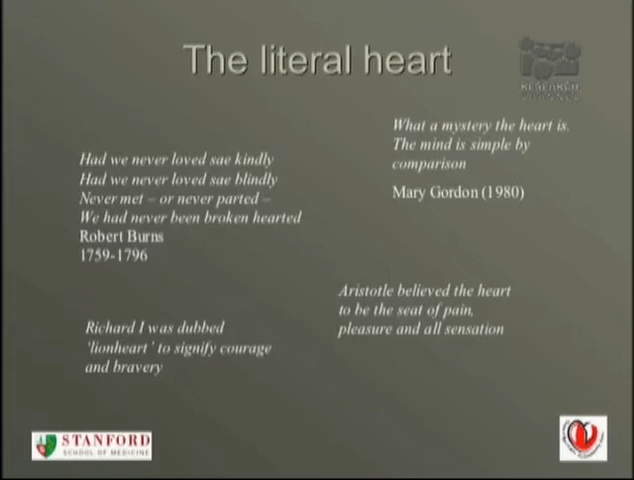 The literal heart
RESEARCH
What a mystery the heart is.
The mind is simple by
comparison
Mary Gordon (1980)
Had we never loved sae kindly
Had we never loved sae blindly
Never met – or never parted –
We had never been broken hearted
Robert Burns
1759-1796
Aristotle believed the heart
to be the seat of pain,
pleasure and all sensation
Richard I was dubbed
'lionheart ' to signify courage
and bravery
STANFORD
SCHOOL OF MEDICINE